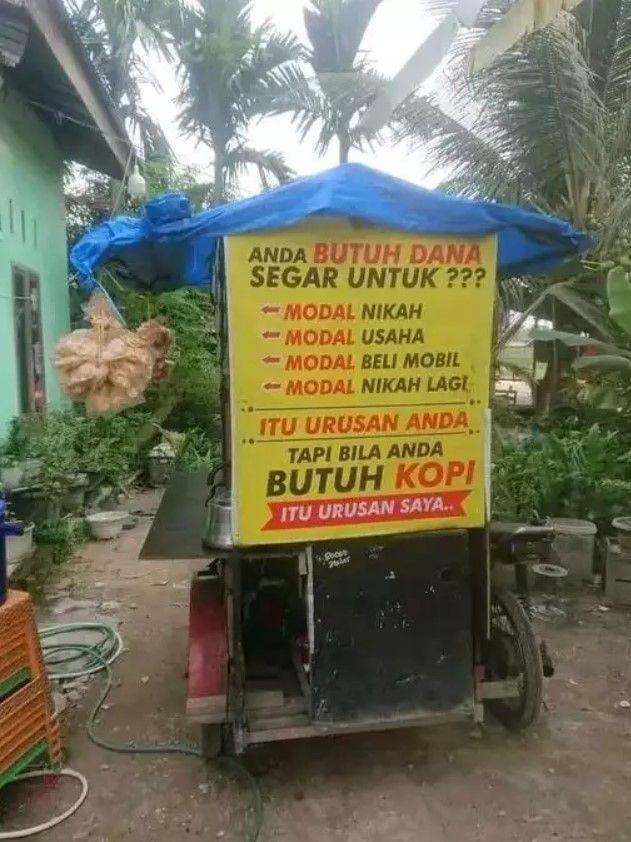 ANDA BUTUH DANA
SEGAR UNTUK ???
MODAL NIKAH
MODAL USAHA
MODAL BELI MOBIL
MODAL NIKAH LAGI
ITU URUSAN ANDA
TAPI BILA ANDA
BUTUH KOPI
ITU URUSAN SAYA..